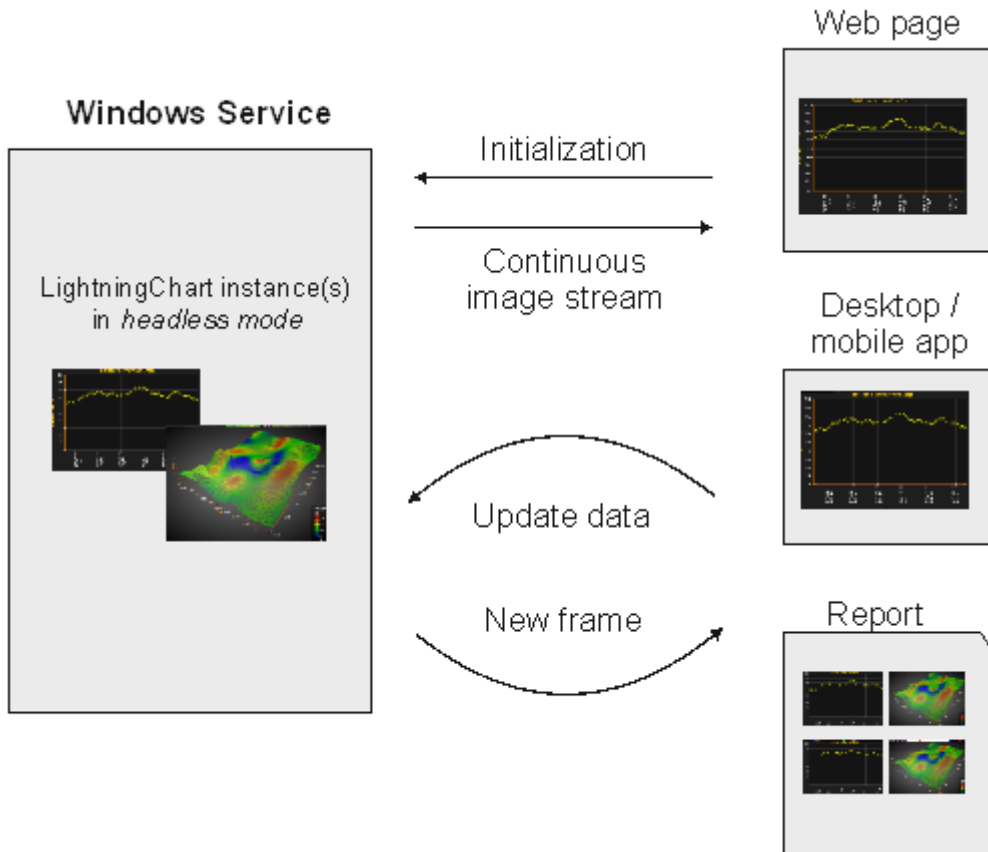 Web page
Windows Service
Initialization
LightningChart instance(s)
in headless mode
Continuous
image stream
Desktop /
mobile app
Update data
New frame
Report